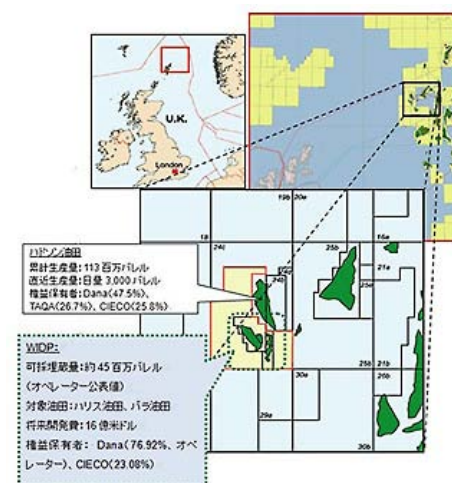 U.K.
London
ハドソン油田
累計生産量：113 百万バレル
直近生産量：日量 3,000 バレル
権益保有者：Dana(47.5%)、
TAQA(26.7%)、CIECO(25.8%)
WIDP：
可採埋蔵量：約 45 百万バレル
(オペレーター公表値)
対象油田：ハリス油田、バラ油田
将来開発費：16 億米ドル
権益保有者： Dana(76.92%、オペ
レーター)、CIECO(23.08%)
19b
20a
18
24c
25b
16a
21a
30a
25b
21b
29a
26b
30b